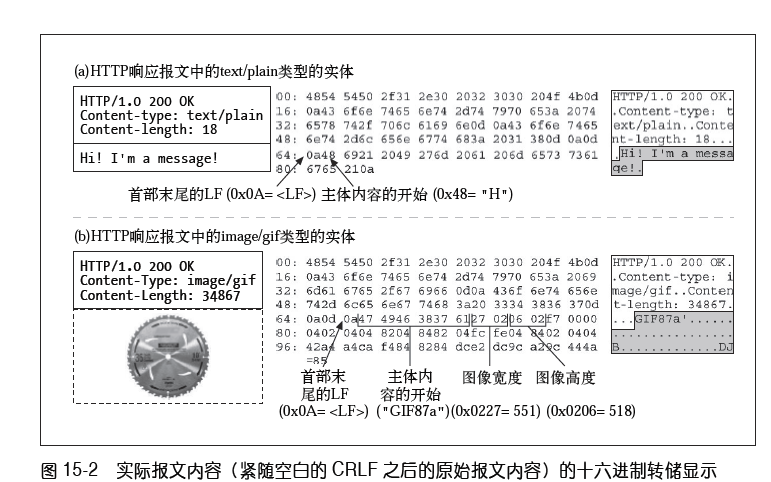 (a)HTTP响应报文中的text/plain类型的实体
HTTP/1.0 200 OK
Content-type: text/plain
Content-length: 18
Hi! I'm a message!
00: 4854 5450 2f31 2e30 2032 3030 204f 4b0d
16: 0a43 6f6e 7465 6e74 2d74 7970 653a 2074
32: 6578 742f 706c 6169 6e0d 0a43 6f6e 7465
48: 6e74 2d6c 656e 6774 683a 2031 380d 0a0d
64: 0a48 6921 2049 276d 2061 206d 6573 7361
80: 6765 210a
HTTP/1.0 200 OK.
.Content-type: t
ext/plain..Conte
nt-length: 18...
.Hi! I'm a messa
ge!.
首部末尾的LF (0x0A= <LF>) 主体内容的开始 (0x48= "H")
(b)HTTP响应报文中的image/gif类型的实体
HTTP/1.0 200 OK
Content-Type: image/gif
Content-Length: 34867
00: 4854 5450 2f31 2e30 2032 3030 204f 4b0d
16: 0a43 6f6e 7465 6e74 2d74 7970 653a 2069
32: 6d61 6765 2f67 6966 0d0a 436f 6e74 656e
48: 742d 6c65 6e67 7468 3a20 3334 3836 370d
64: 0a0d 0a47 4946 3837 6127 0206 02f7 0000
80: 0402 0404 8204 8482 04fc fe04 8402 0404
96: 42a4 a4ca f484 8284 dce2 dc9c a29c 444a
=85
HTTP/1.0 200 OK.
.Content-type: i
mage/gif..Conten
t-length: 34867.
...GIF87a'......
................
B............DJ
首部末
尾的LF
主体内
容的开始
图像宽度
图像高度
(0x0A= <LF>) ("GIF87a")(0x0227= 551) (0x0206= 518)
图 15-2 实际报文内容（紧随空白的 CRLF 之后的原始报文内容）的十六进制转储显示